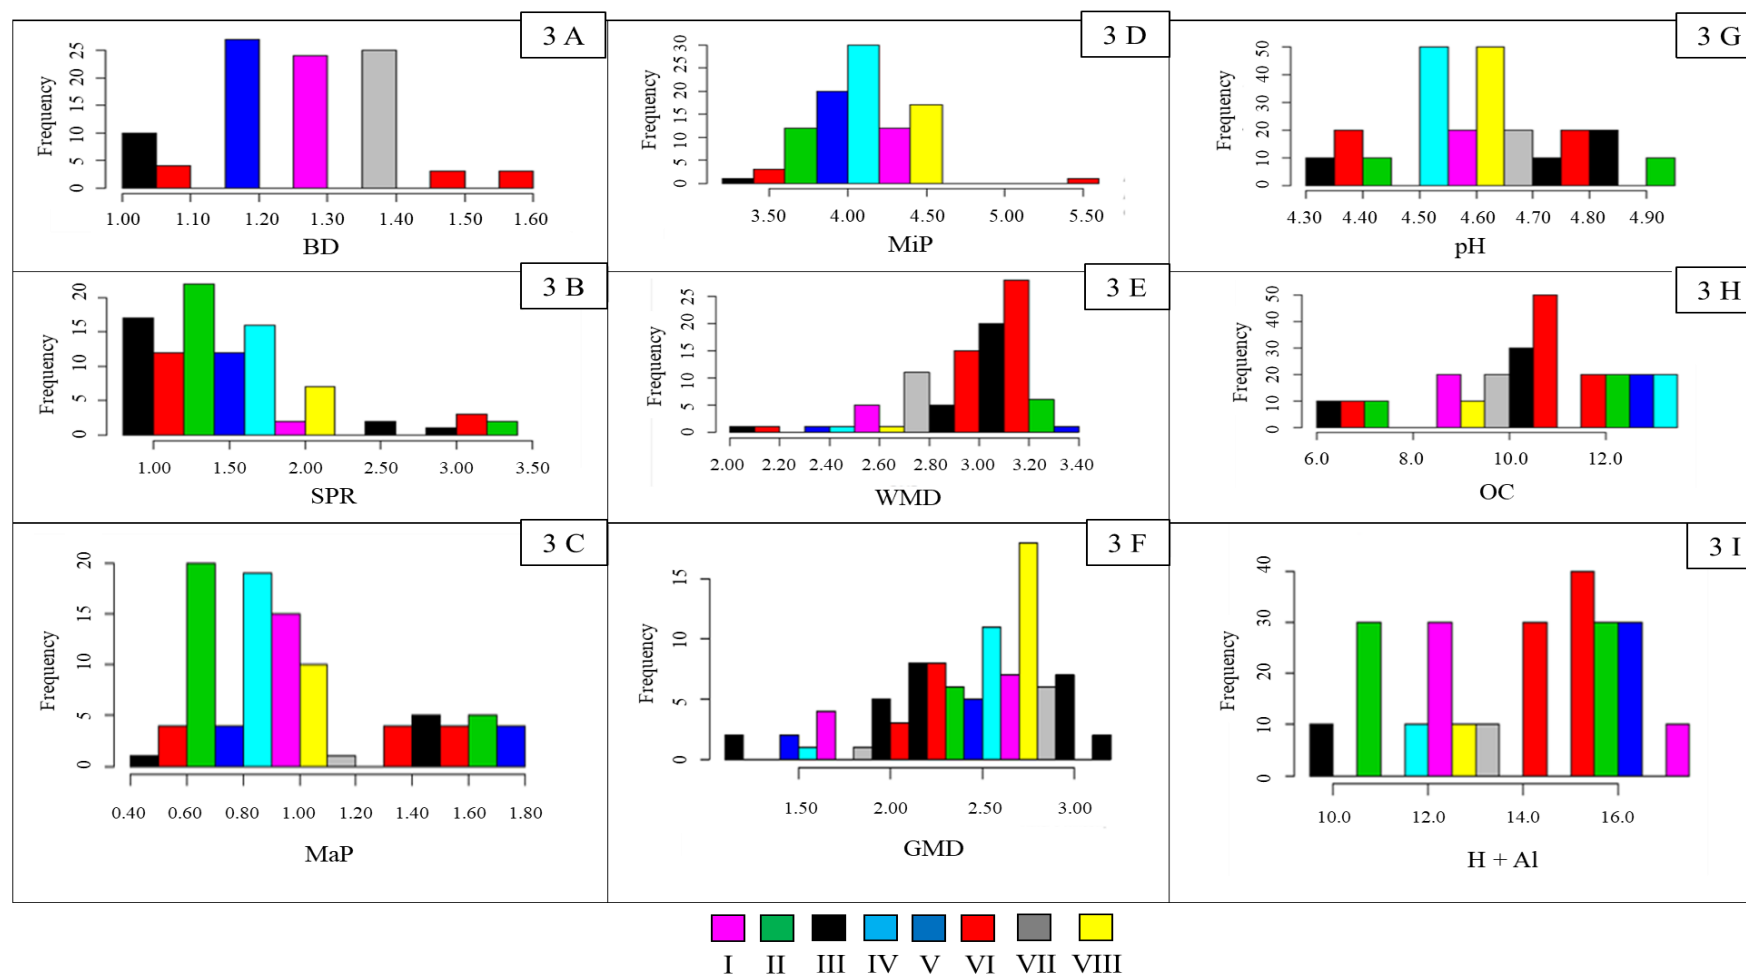 3 A
Frequency
0 5 10 15 20 25
1.00 1.10 1.20 1.30 1.40 1.50 1.60
BD
3 D
Frequency
0 5 10 15 20 25 30
3.50 4.00 4.50 5.00 5.50
MiP
3 G
Frequency
0 10 20 30 40 50
4.30 4.40 4.50 4.60 4.70 4.80 4.90
pH
3 B
Frequency
0 5 10 15 20
1.00 1.50 2.00 2.50 3.00 3.50
SPR
3 E
Frequency
0 5 10 15 20 25
2.00 2.20 2.40 2.60 2.80 3.00 3.20 3.40
WMD
3 H
Frequency
0 10 20 30 40 50
6.0 8.0 10.0 12.0
OC
3 C
Frequency
0 5 10 15 20
0.40 0.60 0.80 1.00 1.20 1.40 1.60 1.80
MaP
3 F
Frequency
0 5 10 15
1.50 2.00 2.50 3.00
GMD
3 I
Frequency
0 10 20 30 40
10.0 12.0 14.0 16.0
H + Al
I II III IV V VI VII VIII